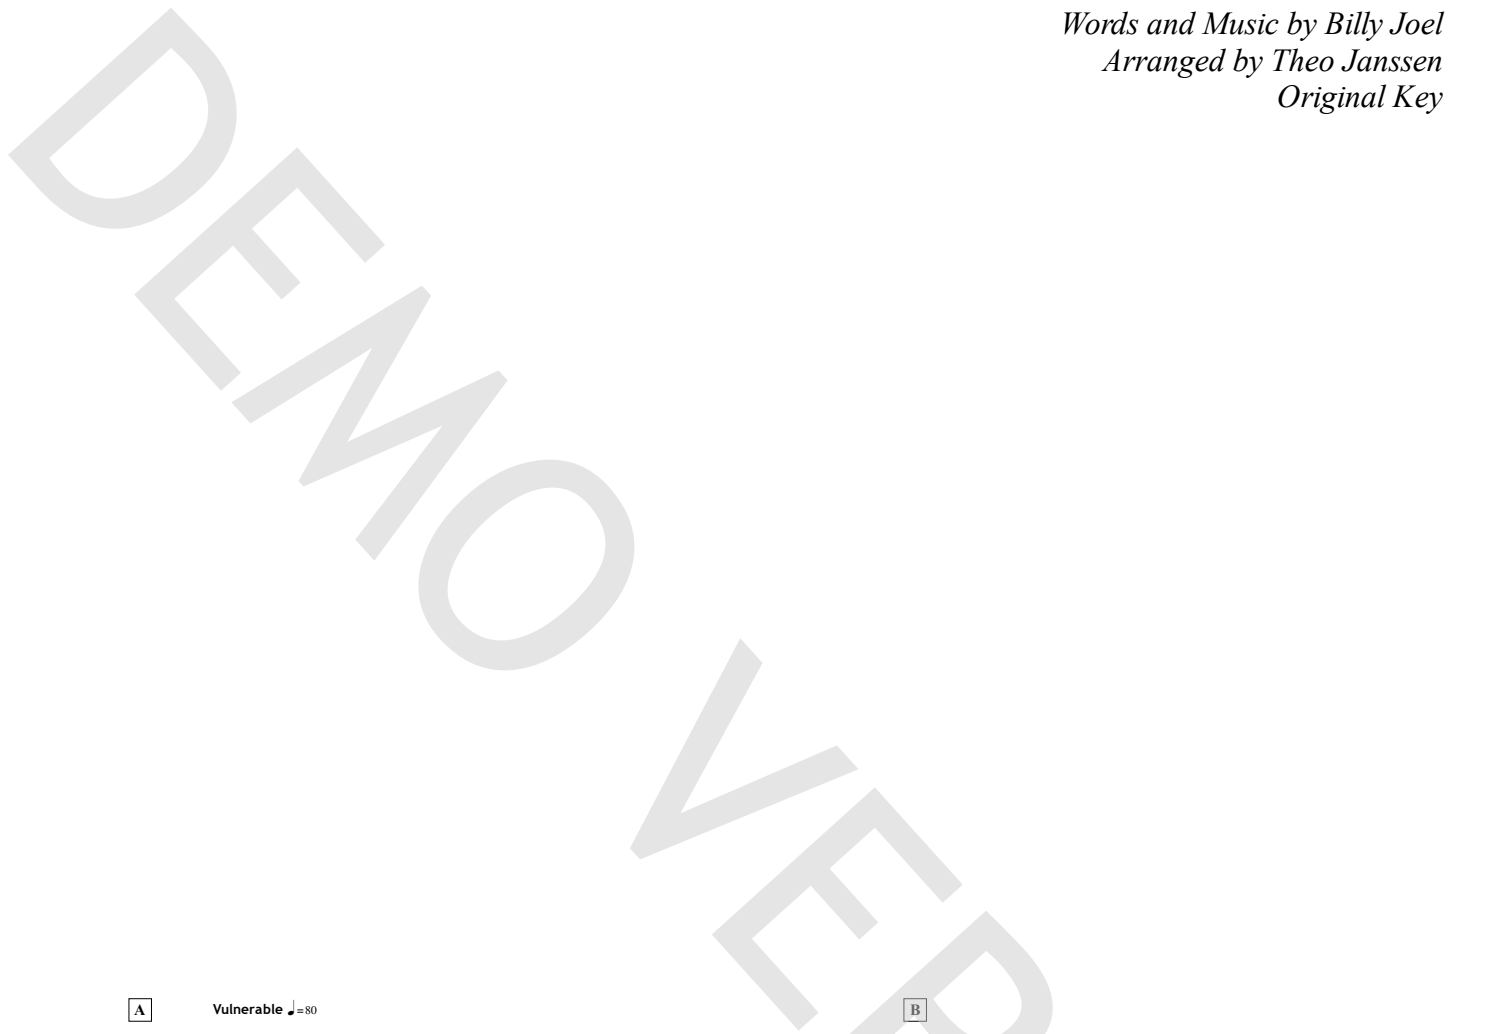 Words and Music by Billy Joel
Arranged by Theo Janssen
Original Key
DEMO VER
A Vulnerable ♩=80 B